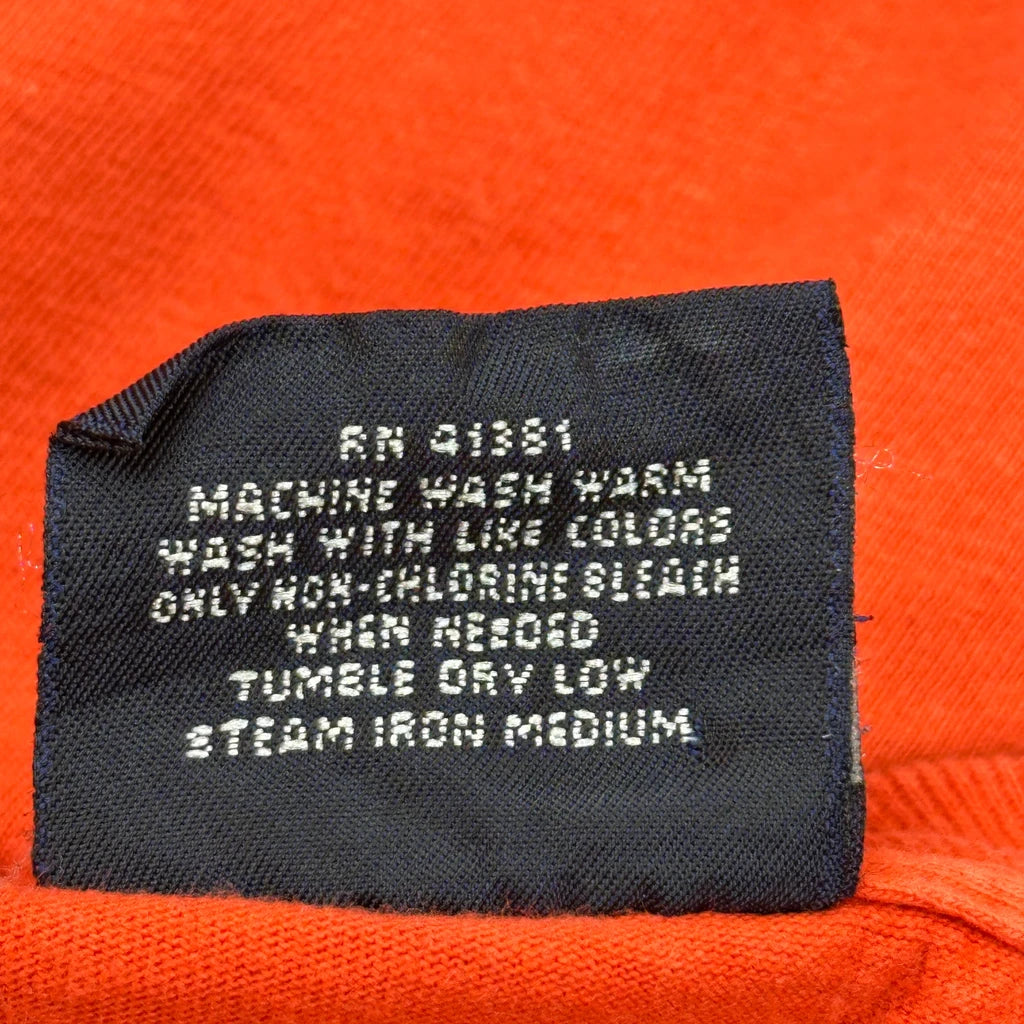 RN 41381
MACHINE WASH WARM
WASH WITH LIKE COLORS
ONLY NON-CHLORINE BLEACH
WHEN NEEDED
TUMBLE DRY LOW
STEAM IRON MEDIUM